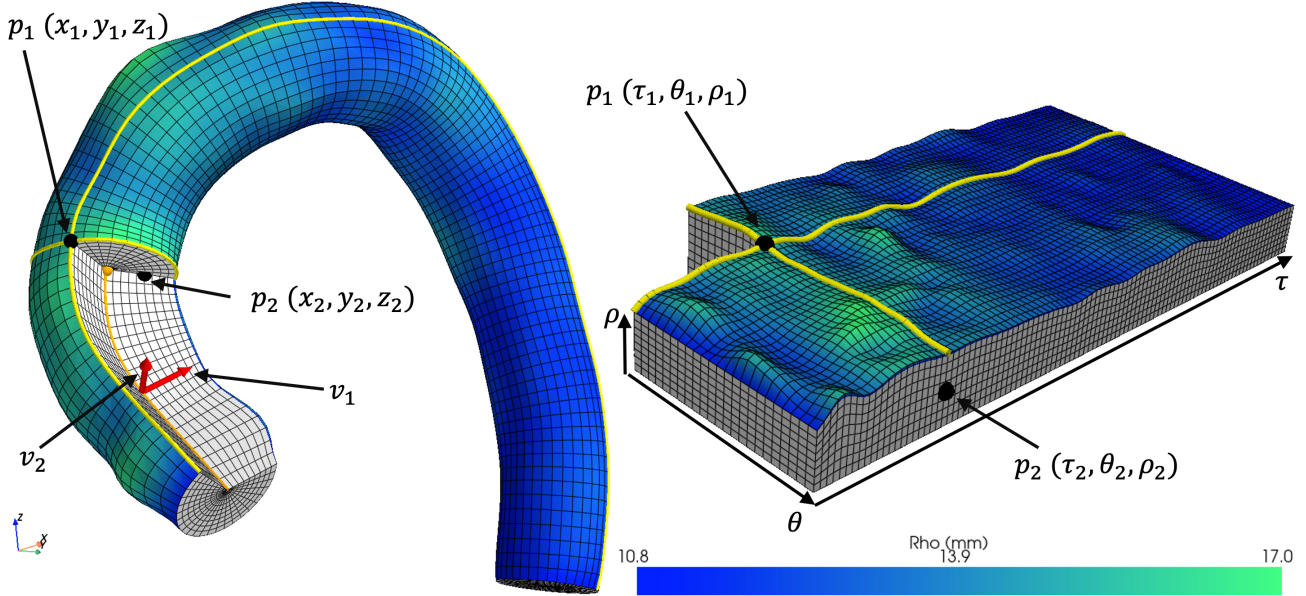 p₁ (x₁, y₁, z₁)
p₂ (x₂, y₂, z₂)
v₁
v₂
z
X
Y
p₁ (τ₁, θ₁, ρ₁)
ρ
τ
p₂ (τ₂, θ₂, ρ₂)
θ
Rho (mm)
10.8 13.9 17.0